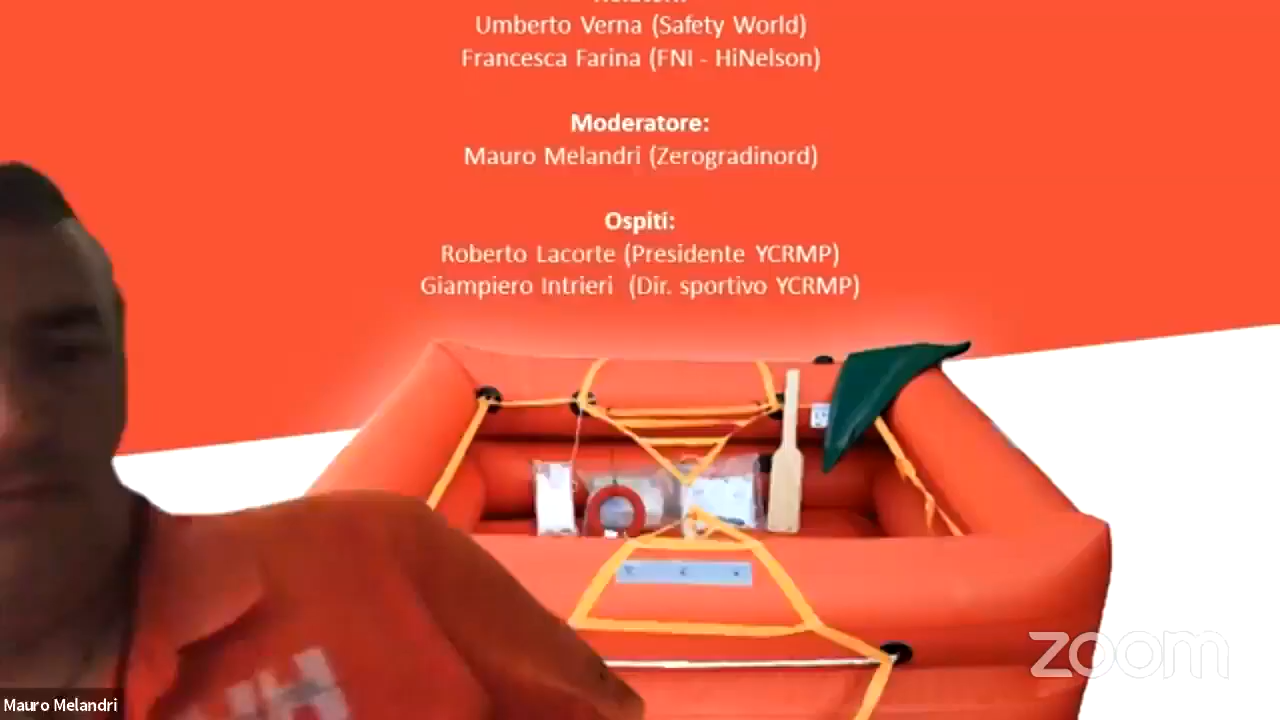 Umberto Verna (Safety World)
Francesca Farina (FNI - HiNelson)
Moderatore:
Mauro Melandri (Zerogradinord)
Ospiti:
Roberto Lacorte (Presidente YCRMP)
Giampiero Intrieri (Dir. sportivo YCRMP)
zoom
Mauro Melandri